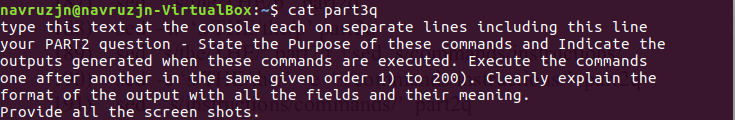 navruzjn@navruzjn-VirtualBox:~$ cat part3q
type this text at the console each on separate lines including this line
your PART2 question . State the Purpose of these commands and Indicate the
outputs generated when these commands are executed. Execute the commands
one after another in the same given order 1) to 200). Clearly explain the
format of the output with all the fields and their meaning.
Provide all the screen shots.